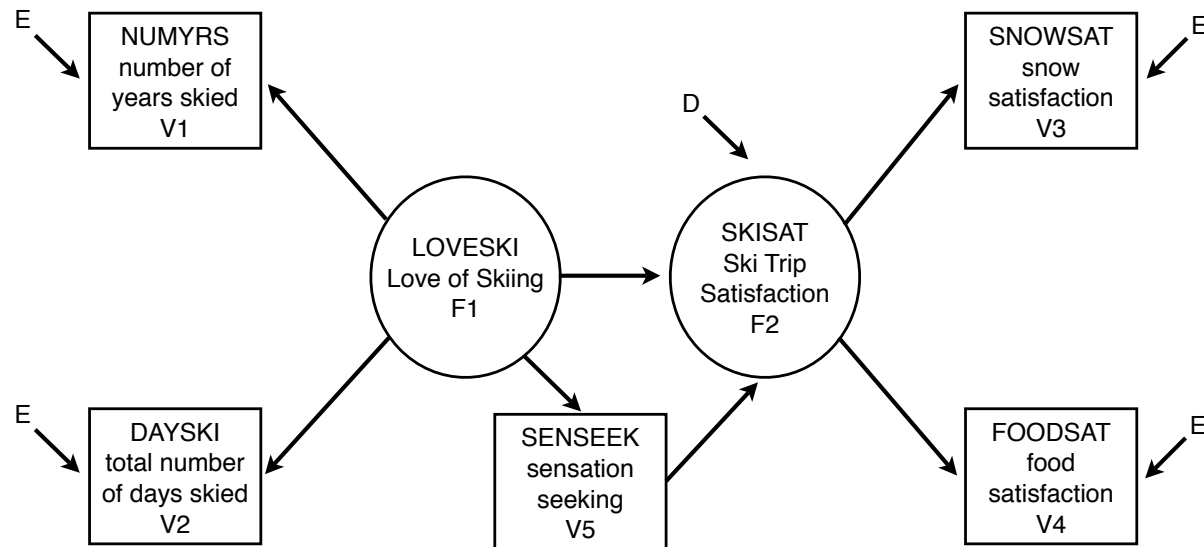 E
NUMYRS
number of
years skied
V1
SNOWSAT
snow
satisfaction
V3
E
D
LOVESKI
Love of Skiing
F1
SKISAT
Ski Trip
Satisfaction
F2
E
DAYSKI
total number
of days skied
V2
SENSEEK
sensation
seeking
V5
FOODSAT
food
satisfaction
V4
E